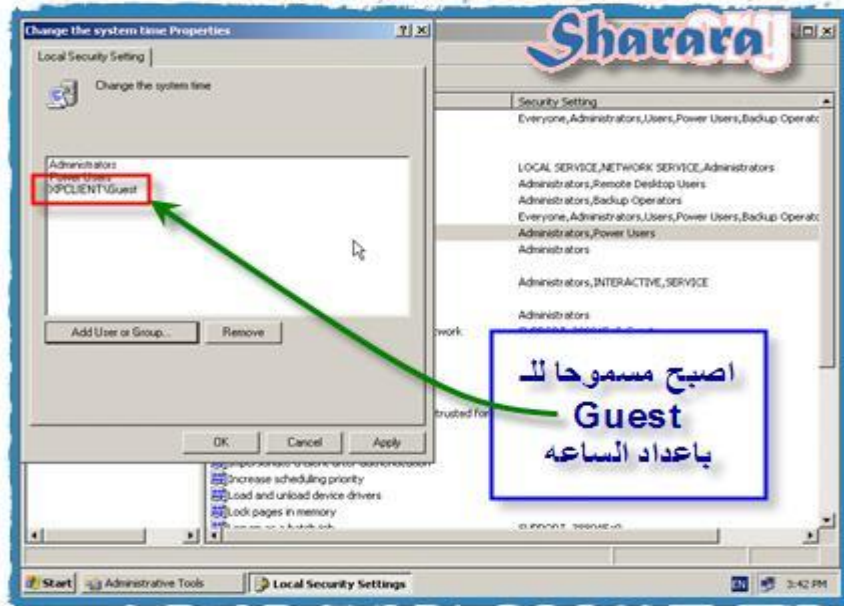 Sharara
Change the system time Properties
Local Security Setting
Change the system time
Administrators
Power Users
XPCLIENT\Guest
Add User or Group...
Remove
OK
Cancel
Apply
Security Setting
Everyone,Administrators,Users,Power Users,Backup Operato
LOCAL SERVICE,NETWORK SERVICE,Administrators
Administrators,Remote Desktop Users
Administrators,Backup Operators
Everyone,Administrators,Users,Power Users,Backup Operato
Administrators,Power Users
Administrators
Administrators,INTERACTIVE,SERVICE
Administrators
twork
trusted for
اصبح مسموحا للـ
Guest
باعداد الساعه
Increase scheduling priority
Load and unload device drivers
Lock pages in memory
Start
Administrative Tools
Local Security Settings
EN
3:42 PM